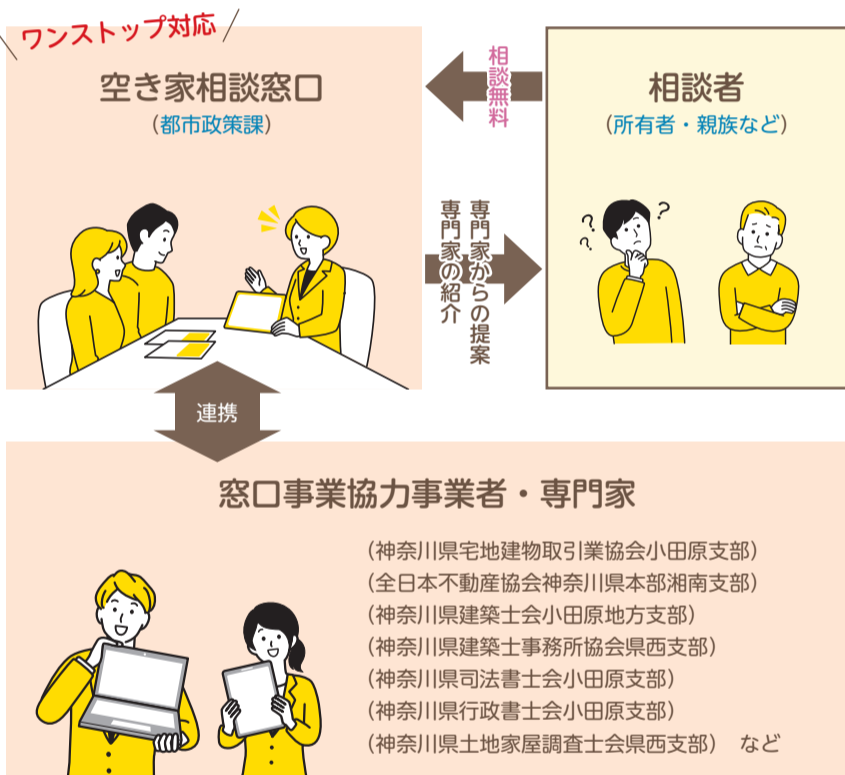 ワンストップ対応
空き家相談窓口
（都市政策課）
相談無料
相談者
（所有者・親族など）
専門家からの提案
専門家の紹介
?
?
?
連携
窓口事業協力事業者・専門家
（神奈川県宅地建物取引業協会小田原支部）
（全日本不動産協会神奈川県本部湘南支部）
（神奈川県建築士会小田原地方支部）
（神奈川県建築士事務所協会県西支部）
（神奈川県司法書士会小田原支部）
（神奈川県行政書士会小田原支部）
（神奈川県土地家屋調査士会県西支部）　など